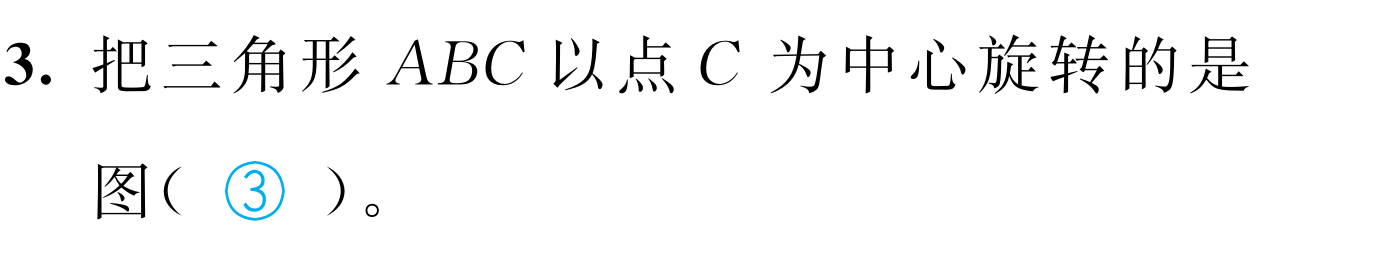 3. 把三角形 ABC 以点 C 为中心旋转的是
图( ③ )。